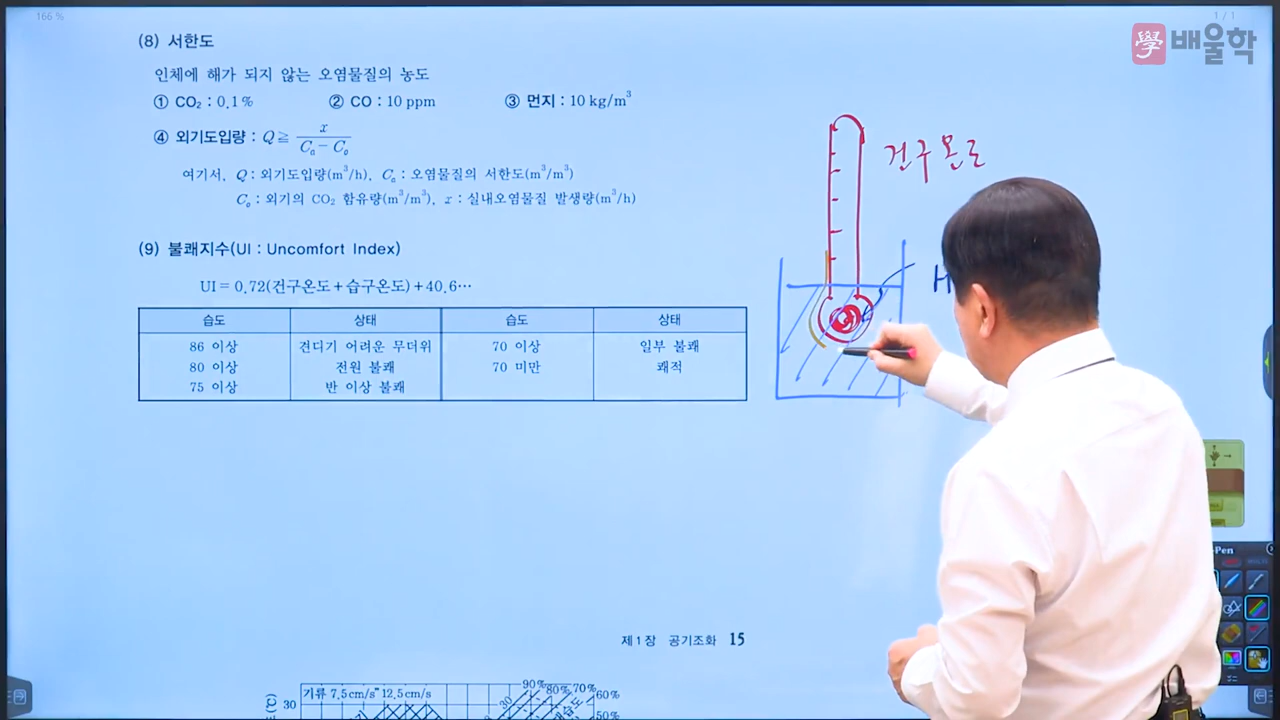 166 %
1 / 1
學 배울학
(8) 서한도
인체에 해가 되지 않는 오염물질의 농도
① CO₂ : 0.1% ② CO : 10 ppm ③ 먼지 : 10 kg/m³
④ 외기도입량 : Q ≧ x / (Cₐ - C₀)
여기서, Q : 외기도입량(m³/h), Cₐ : 오염물질의 서한도(m³/m³)
C₀ : 외기의 CO₂ 함유량(m³/m³), x : 실내오염물질 발생량(m³/h)
(9) 불쾌지수(UI : Uncomfort Index)
UI = 0.72(건구온도 + 습구온도) + 40.6⋯
습도 상태 습도 상태
86 이상 견디기 어려운 무더위 70 이상 일부 불쾌
80 이상 전원 불쾌 70 미만 쾌적
75 이상 반 이상 불쾌
건구온도
H
제1장 공기조화 15
기류 7.5cm/s~12.5cm/s
30
30
90%
80%
70%
60%
50%
-Pen